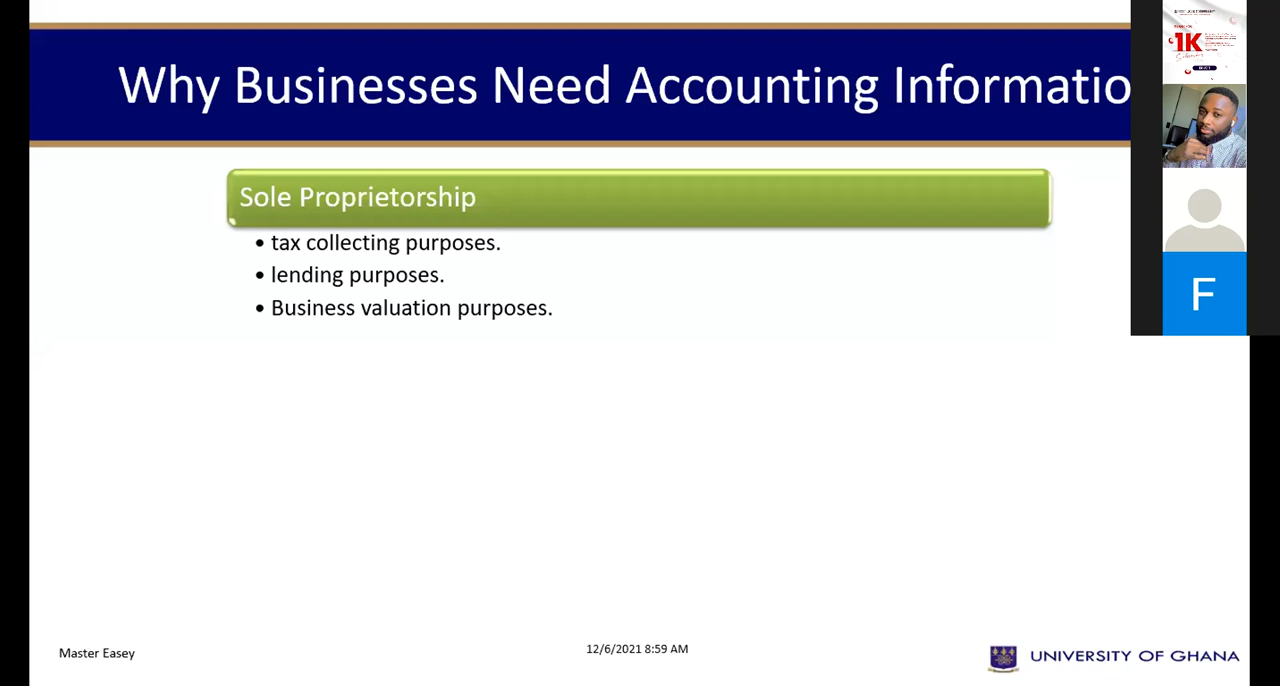 Why Businesses Need Accounting Informatio
1K
Sole Proprietorship
• tax collecting purposes.
• lending purposes.
• Business valuation purposes.
F
Master Easey
12/6/2021 8:59 AM
UNIVERSITY OF GHANA